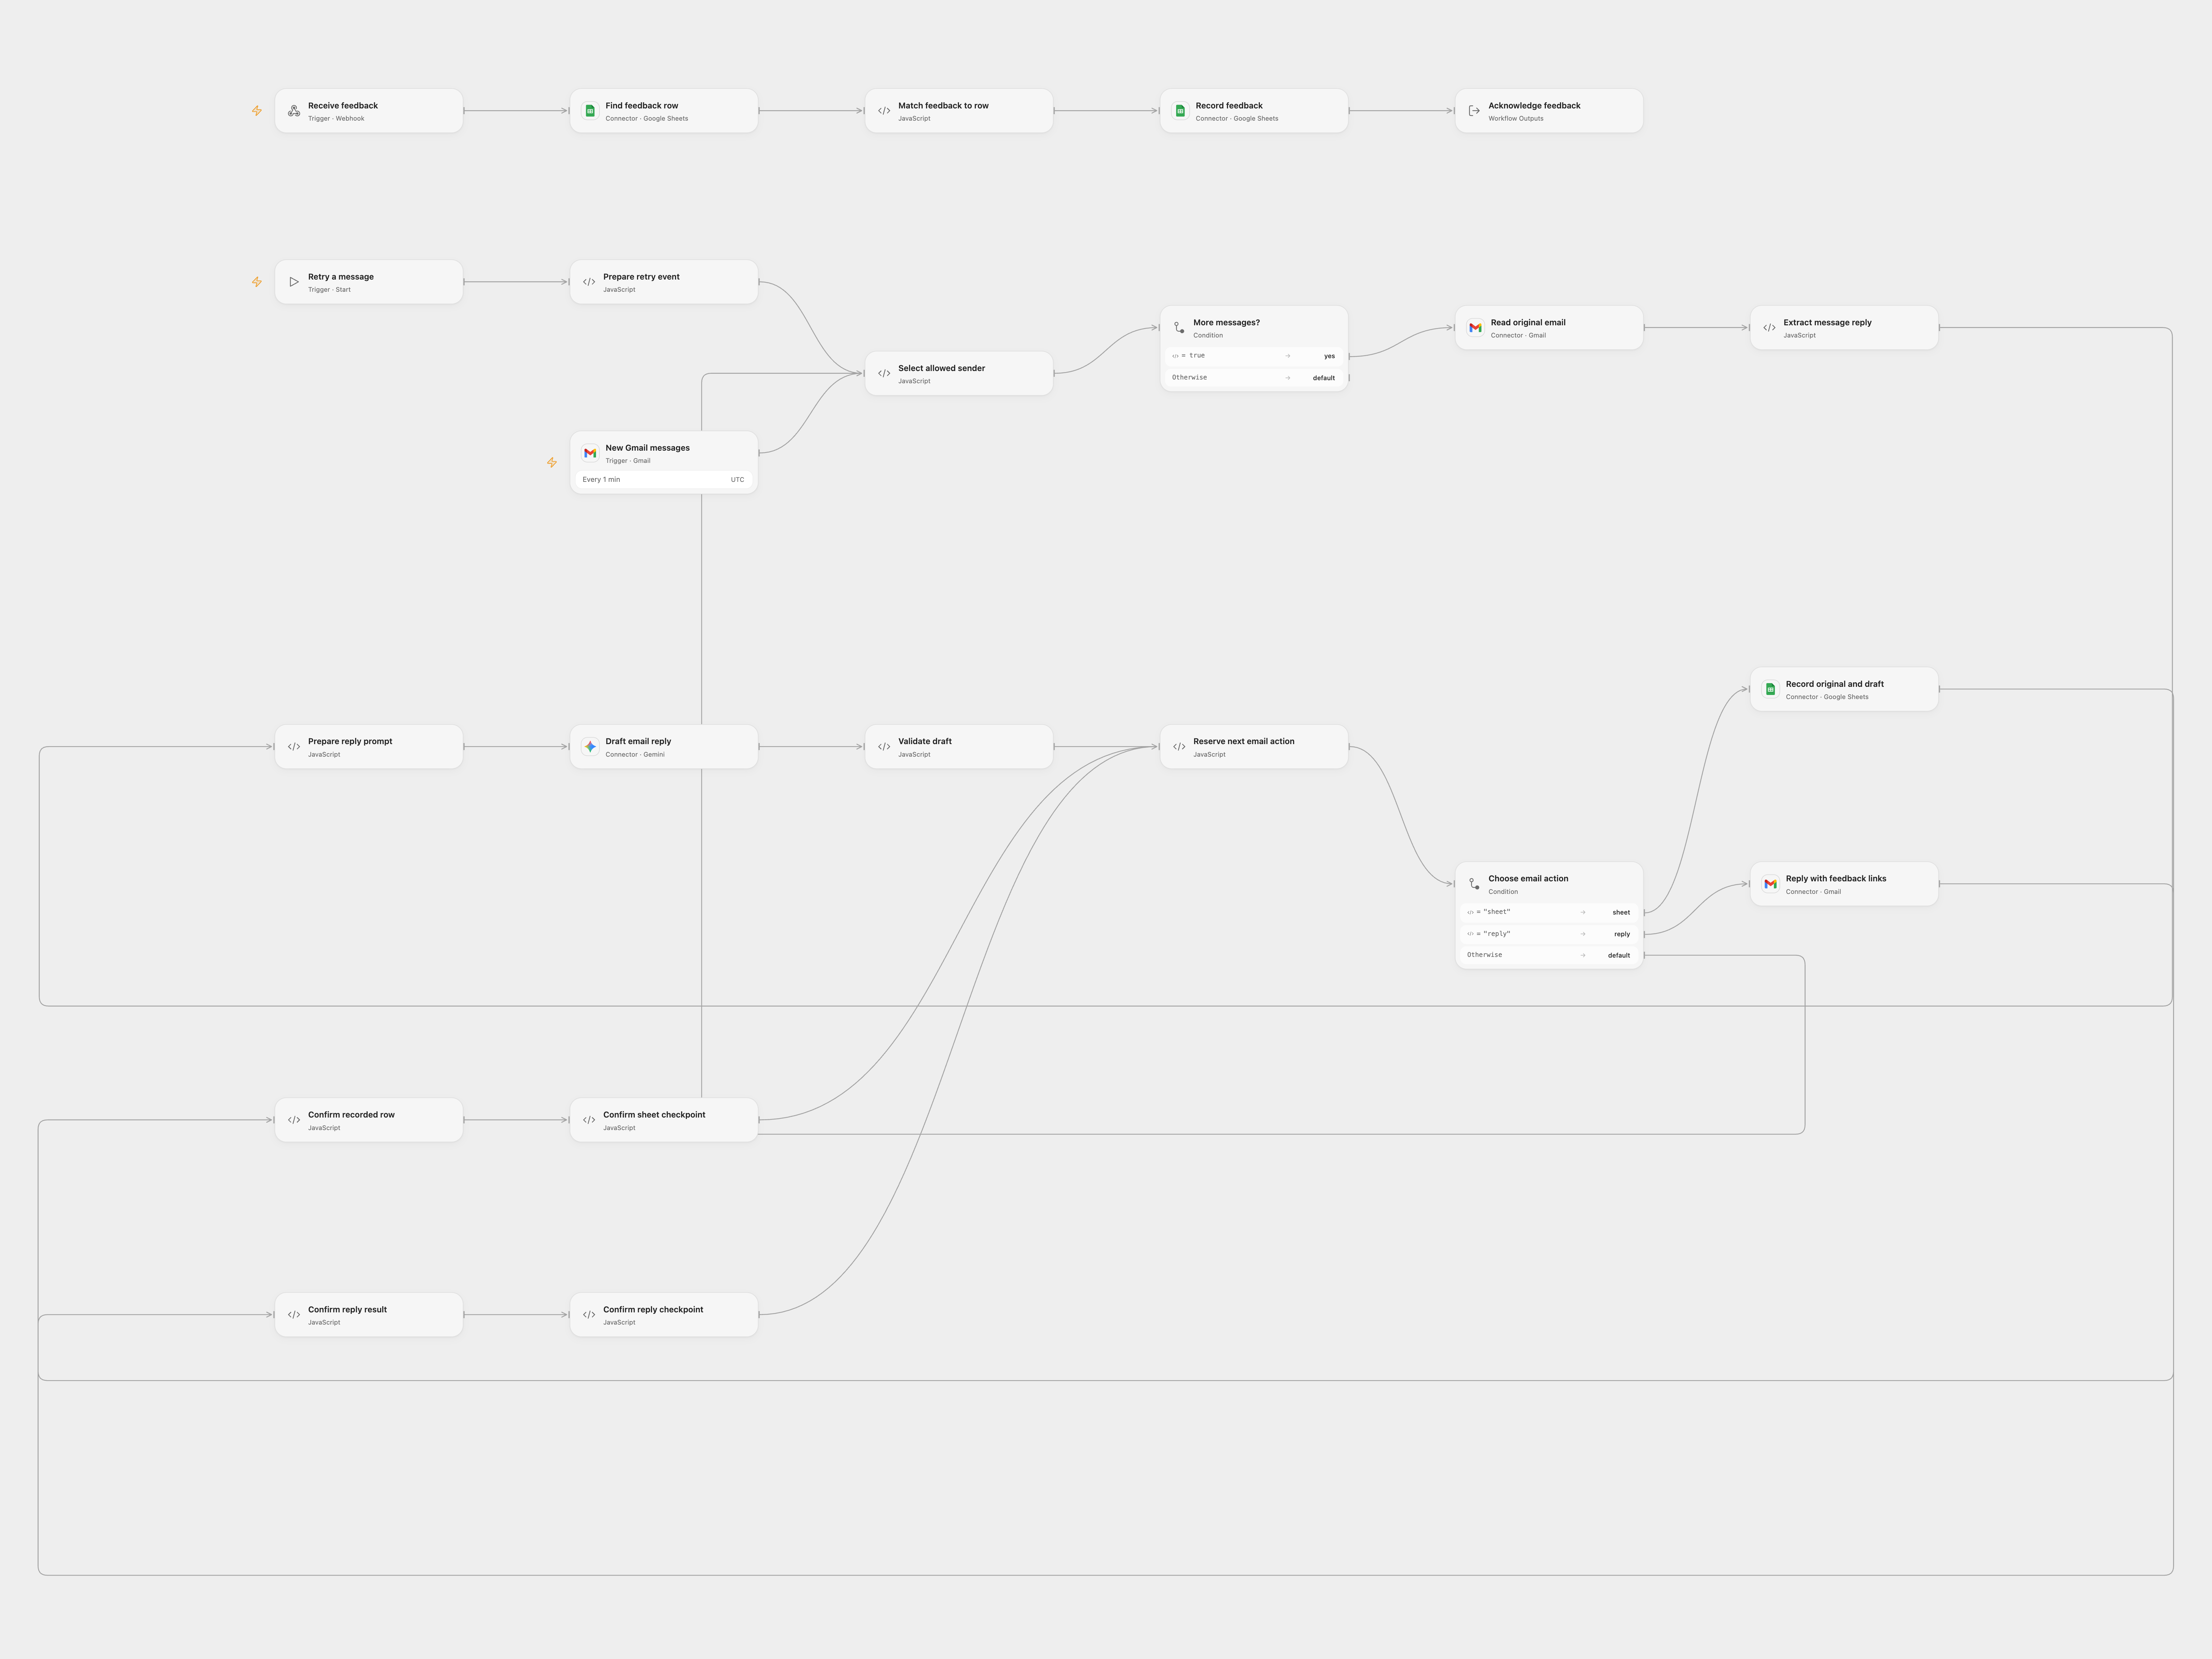 Receive feedback
Trigger · Webhook
Find feedback row
Connector · Google Sheets
Match feedback to row
JavaScript
Record feedback
Connector · Google Sheets
Acknowledge feedback
Workflow Outputs
Retry a message
Trigger · Start
Prepare retry event
JavaScript
Select allowed sender
JavaScript
More messages?
Condition
</> = true → yes
Otherwise → default
Read original email
Connector · Gmail
Extract message reply
JavaScript
New Gmail messages
Trigger · Gmail
Every 1 min UTC
Record original and draft
Connector · Google Sheets
Prepare reply prompt
JavaScript
Draft email reply
Connector · Gemini
Validate draft
JavaScript
Reserve next email action
JavaScript
Choose email action
Condition
</> = "sheet" → sheet
</> = "reply" → reply
Otherwise → default
Reply with feedback links
Connector · Gmail
Confirm recorded row
JavaScript
Confirm sheet checkpoint
JavaScript
Confirm reply result
JavaScript
Confirm reply checkpoint
JavaScript